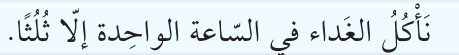 نَأْكُلُ الغَداء في السّاعة الواحِدة إلّا ثُلُثًا.